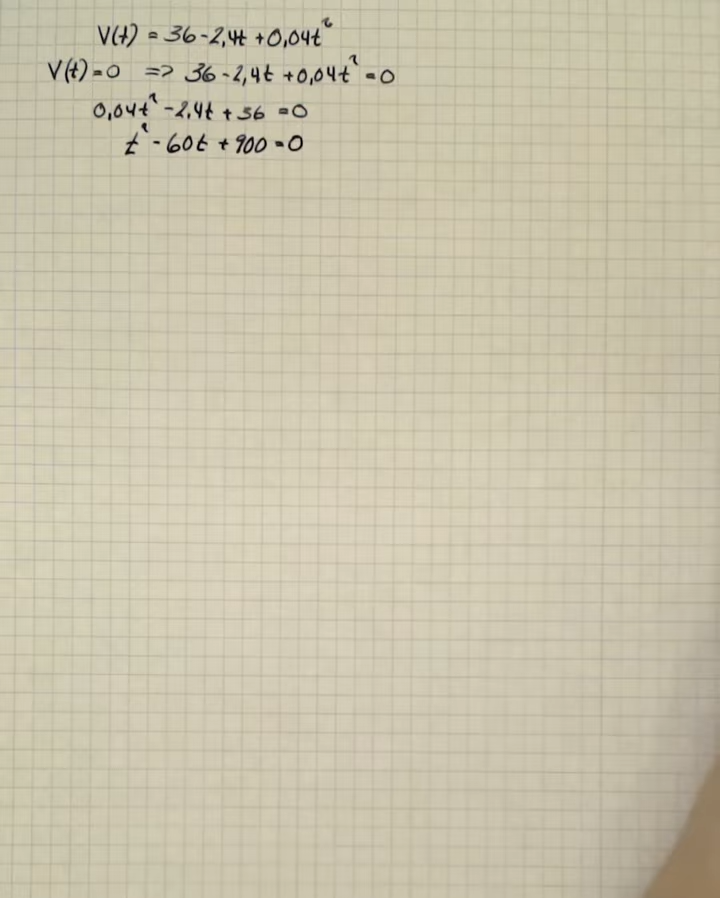 V(t) = 36-2,4t +0,04t²
V(t)=0 => 36-2,4t +0,04t² =0
0,04t² -2,4t +36 =0
t² -60t +900=0